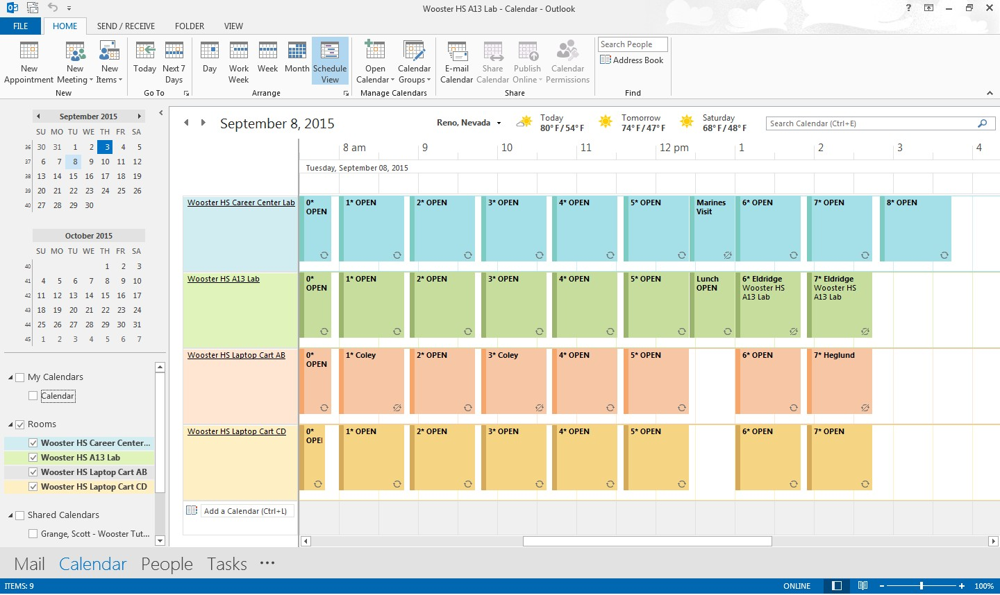 Wooster HS A13 Lab - Calendar - Outlook
?
FILE
HOME
SEND / RECEIVE
FOLDER
VIEW
New Appointment
New Meeting
New Items
Today
Next 7 Days
Day
Work Week
Week
Month
Schedule View
Open Calendar
Calendar Groups
E-mail Calendar
Share Calendar
Publish Online
Calendar Permissions
Search People
Address Book
New
Go To
Arrange
Manage Calendars
Share
Find
September 2015
SU MO TU WE TH FR SA
36 30 31 1 2 3 4 5
37 6 7 8 9 10 11 12
38 13 14 15 16 17 18 19
39 20 21 22 23 24 25 26
40 27 28 29 30
October 2015
SU MO TU WE TH FR SA
40 1 2 3
41 4 5 6 7 8 9 10
42 11 12 13 14 15 16 17
43 18 19 20 21 22 23 24
44 25 26 27 28 29 30 31
45 1 2 3 4 5 6 7
My Calendars
Calendar
Rooms
Wooster HS Career Center...
Wooster HS A13 Lab
Wooster HS Laptop Cart AB
Wooster HS Laptop Cart CD
Shared Calendars
Grange, Scott - Wooster Tut...
September 8, 2015
Reno, Nevada
Today
80° F / 54° F
Tomorrow
74° F / 47° F
Saturday
68° F / 48° F
Search Calendar (Ctrl+E)
8 am 9 10 11 12 pm 1 2 3 4
Tuesday, September 08, 2015
Wooster HS Career Center Lab
0* OPEN
1* OPEN
2* OPEN
3* OPEN
4* OPEN
5* OPEN
Marines Visit
6* OPEN
7* OPEN
8* OPEN
Wooster HS A13 Lab
0* OPEN
1* OPEN
2* OPEN
3* OPEN
4* OPEN
5* OPEN
Lunch OPEN
6* Eldridge
Wooster HS
A13 Lab
7* Eldridge
Wooster HS
A13 Lab
Wooster HS Laptop Cart AB
0* OPEN
1* Coley
2* OPEN
3* Coley
4* OPEN
5* OPEN
6* OPEN
7* Heglund
Wooster HS Laptop Cart CD
0*
1* OPEN
2* OPEN
3* OPEN
4* OPEN
5* OPEN
6* OPEN
7* OPEN
Add a Calendar (Ctrl+L)
Mail Calendar People Tasks ...
ITEMS: 9
ONLINE
100%